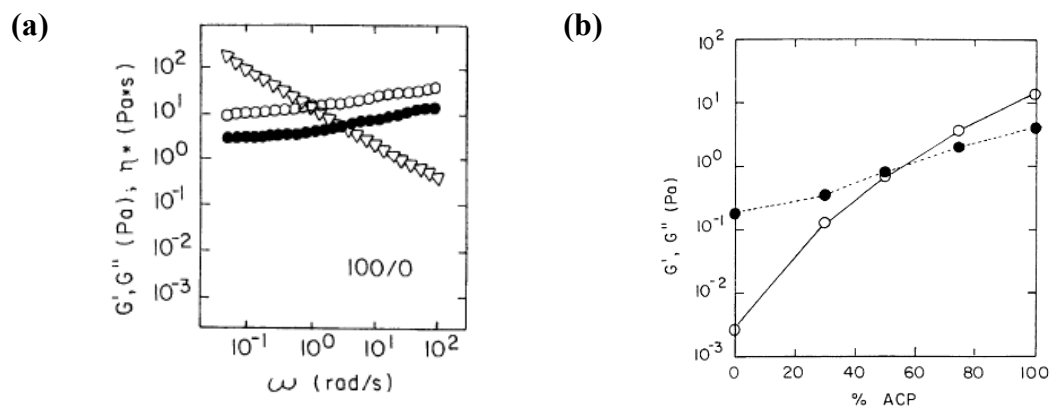 (a)
G', G'' (Pa); η* (Pa*s)
10²
10¹
10⁰
10⁻¹
10⁻²
10⁻³
100/0
10⁻¹ 10⁰ 10¹ 10²
ω (rad/s)
(b)
G', G'' (Pa)
10²
10¹
10⁰
10⁻¹
10⁻²
10⁻³
0 20 40 60 80 100
% ACP